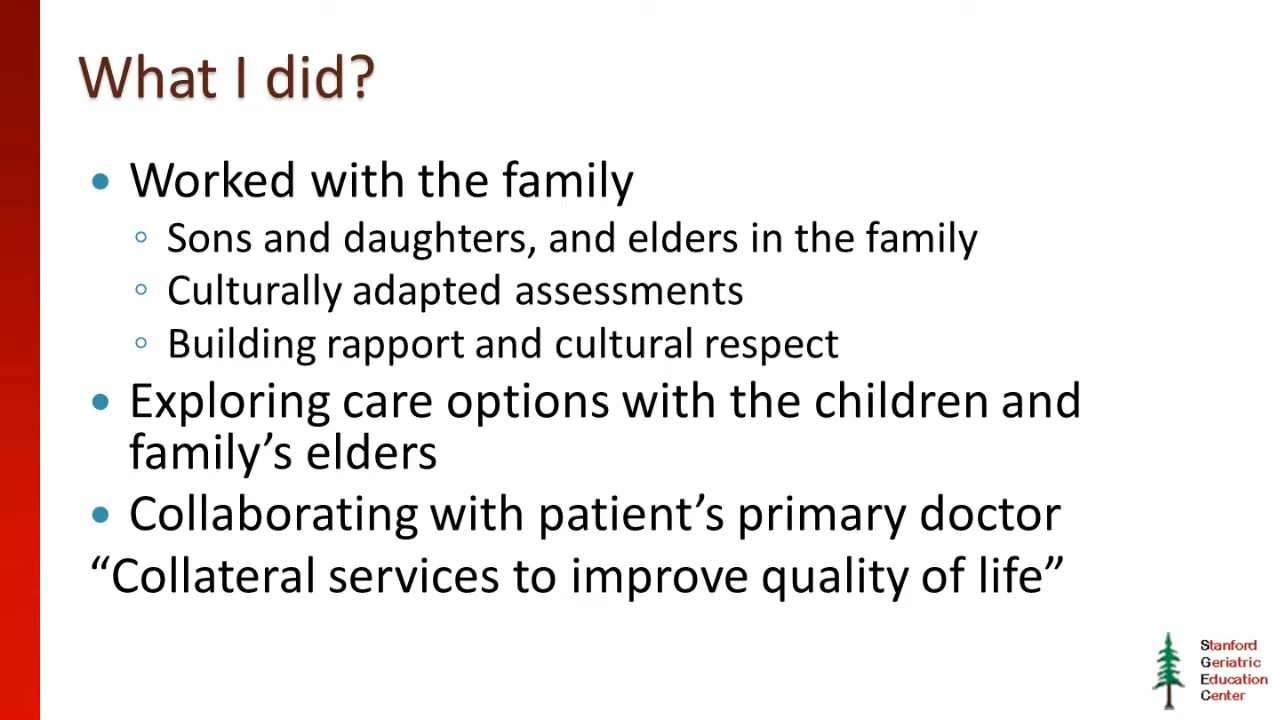 What I did?
• Worked with the family
◦ Sons and daughters, and elders in the family
◦ Culturally adapted assessments
◦ Building rapport and cultural respect
• Exploring care options with the children and
family’s elders
• Collaborating with patient’s primary doctor
“Collateral services to improve quality of life”
Stanford
Geriatric
Education
Center